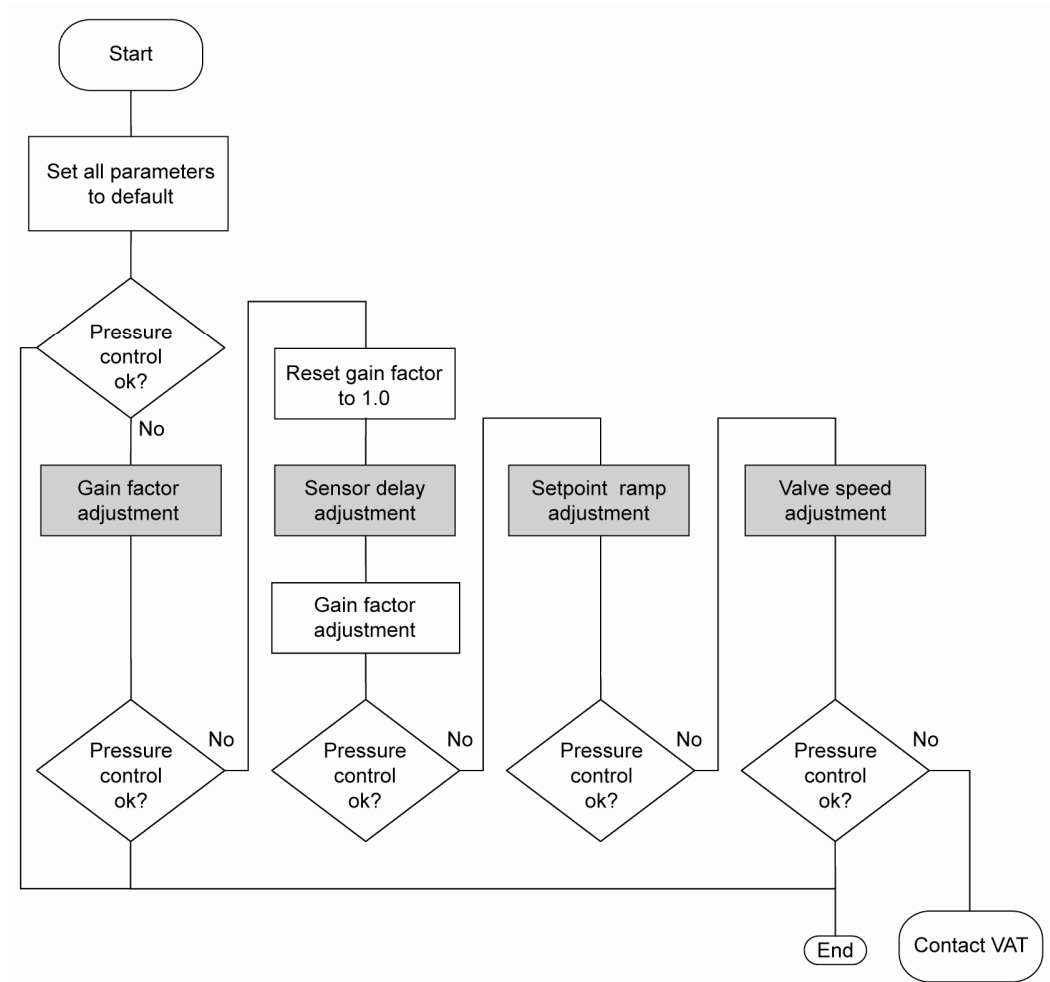 Start
Set all parameters
to default
Pressure
control
ok?
No
Gain factor
adjustment
Pressure
control
ok?
No
Reset gain factor
to 1.0
Sensor delay
adjustment
Gain factor
adjustment
Pressure
control
ok?
No
Setpoint ramp
adjustment
Pressure
control
ok?
No
Valve speed
adjustment
Pressure
control
ok?
No
End
Contact VAT